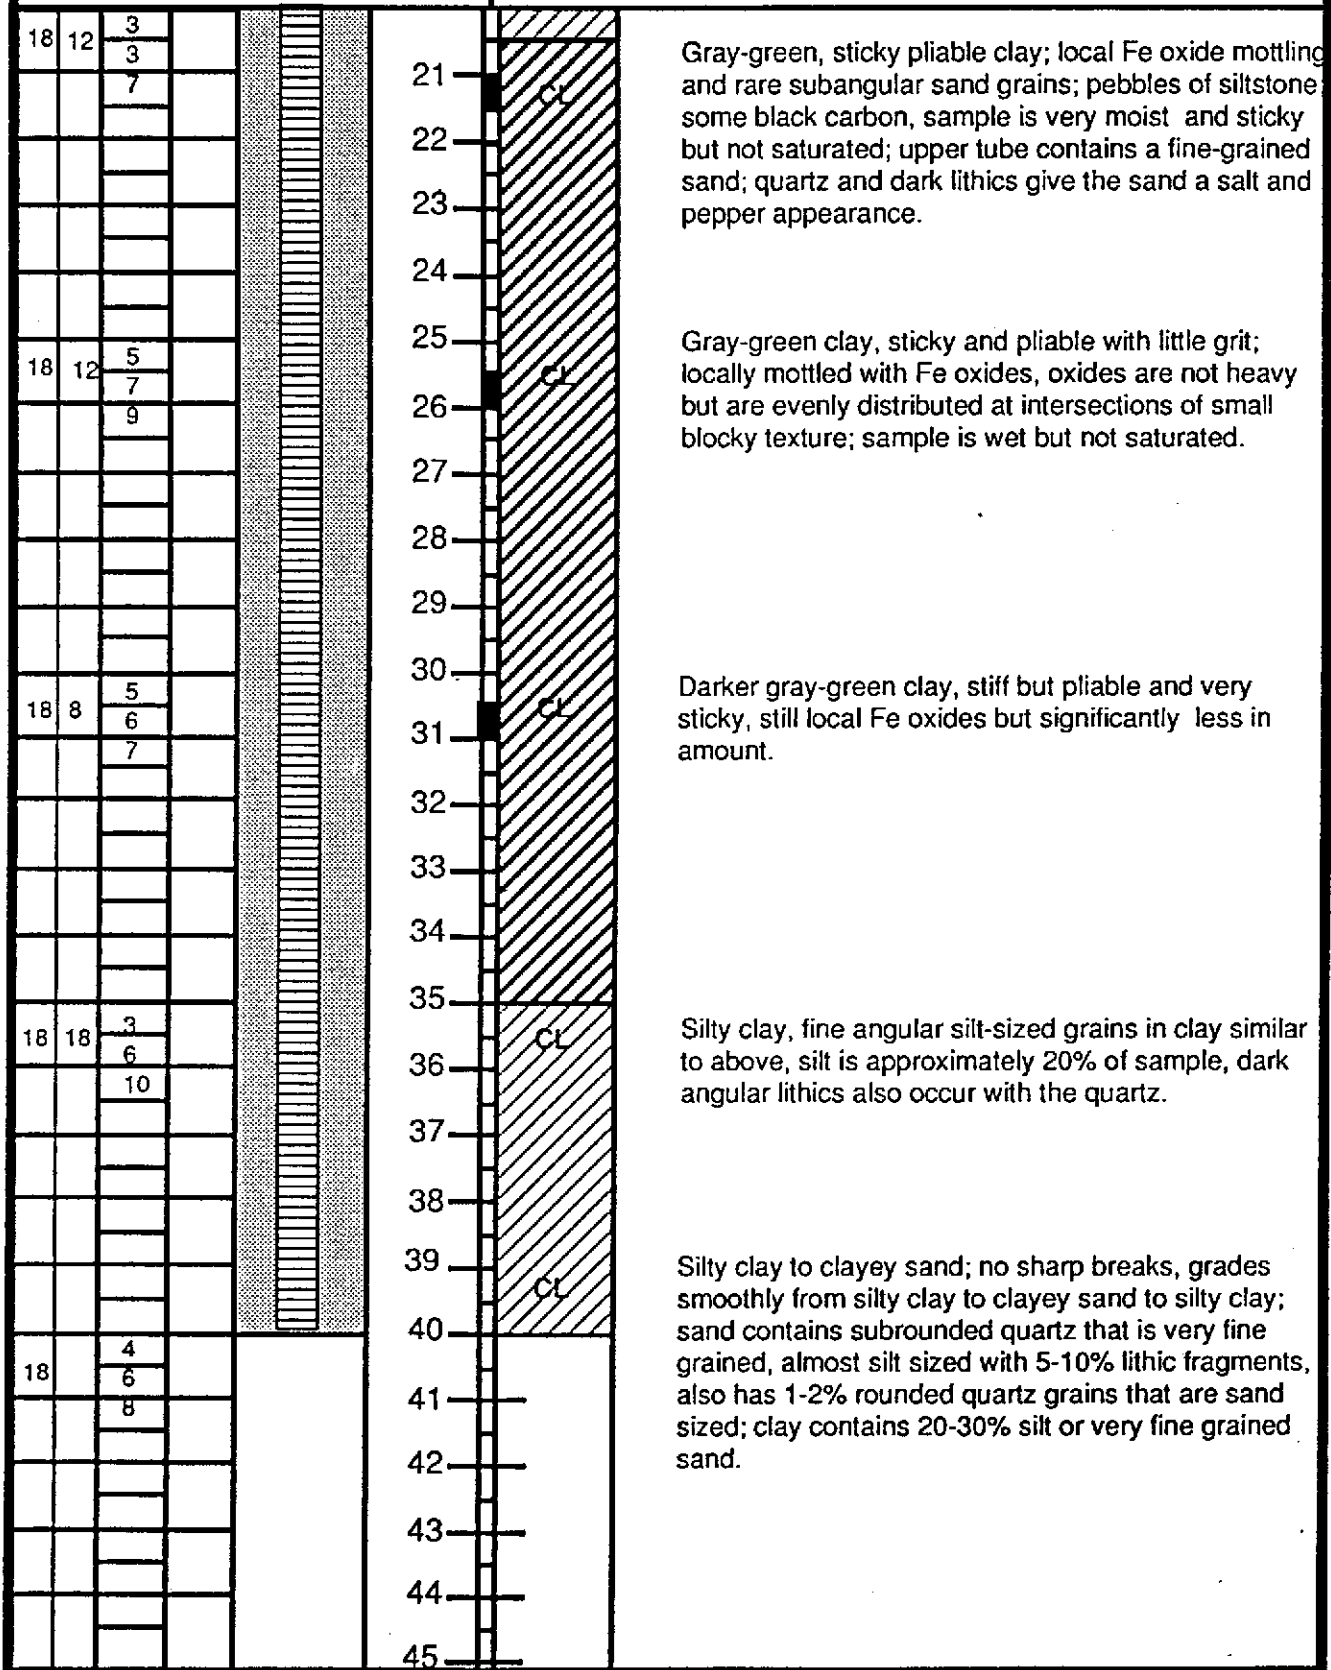 18 12 3
3
7
21
CL
22
23
24
25
18 12 5
7
9
CL
26
27
28
29
30
18 8 5
6
7
CL
31
32
33
34
35
18 18 3
6
10
CL
36
37
38
39
CL
40
18 4
6
8
41
42
43
44
45
Gray-green, sticky pliable clay; local Fe oxide mottling
and rare subangular sand grains; pebbles of siltstone
some black carbon, sample is very moist and sticky
but not saturated; upper tube contains a fine-grained
sand; quartz and dark lithics give the sand a salt and
pepper appearance.
Gray-green clay, sticky and pliable with little grit;
locally mottled with Fe oxides, oxides are not heavy
but are evenly distributed at intersections of small
blocky texture; sample is wet but not saturated.
Darker gray-green clay, stiff but pliable and very
sticky, still local Fe oxides but significantly less in
amount.
Silty clay, fine angular silt-sized grains in clay similar
to above, silt is approximately 20% of sample, dark
angular lithics also occur with the quartz.
Silty clay to clayey sand; no sharp breaks, grades
smoothly from silty clay to clayey sand to silty clay;
sand contains subrounded quartz that is very fine
grained, almost silt sized with 5-10% lithic fragments,
also has 1-2% rounded quartz grains that are sand
sized; clay contains 20-30% silt or very fine grained
sand.